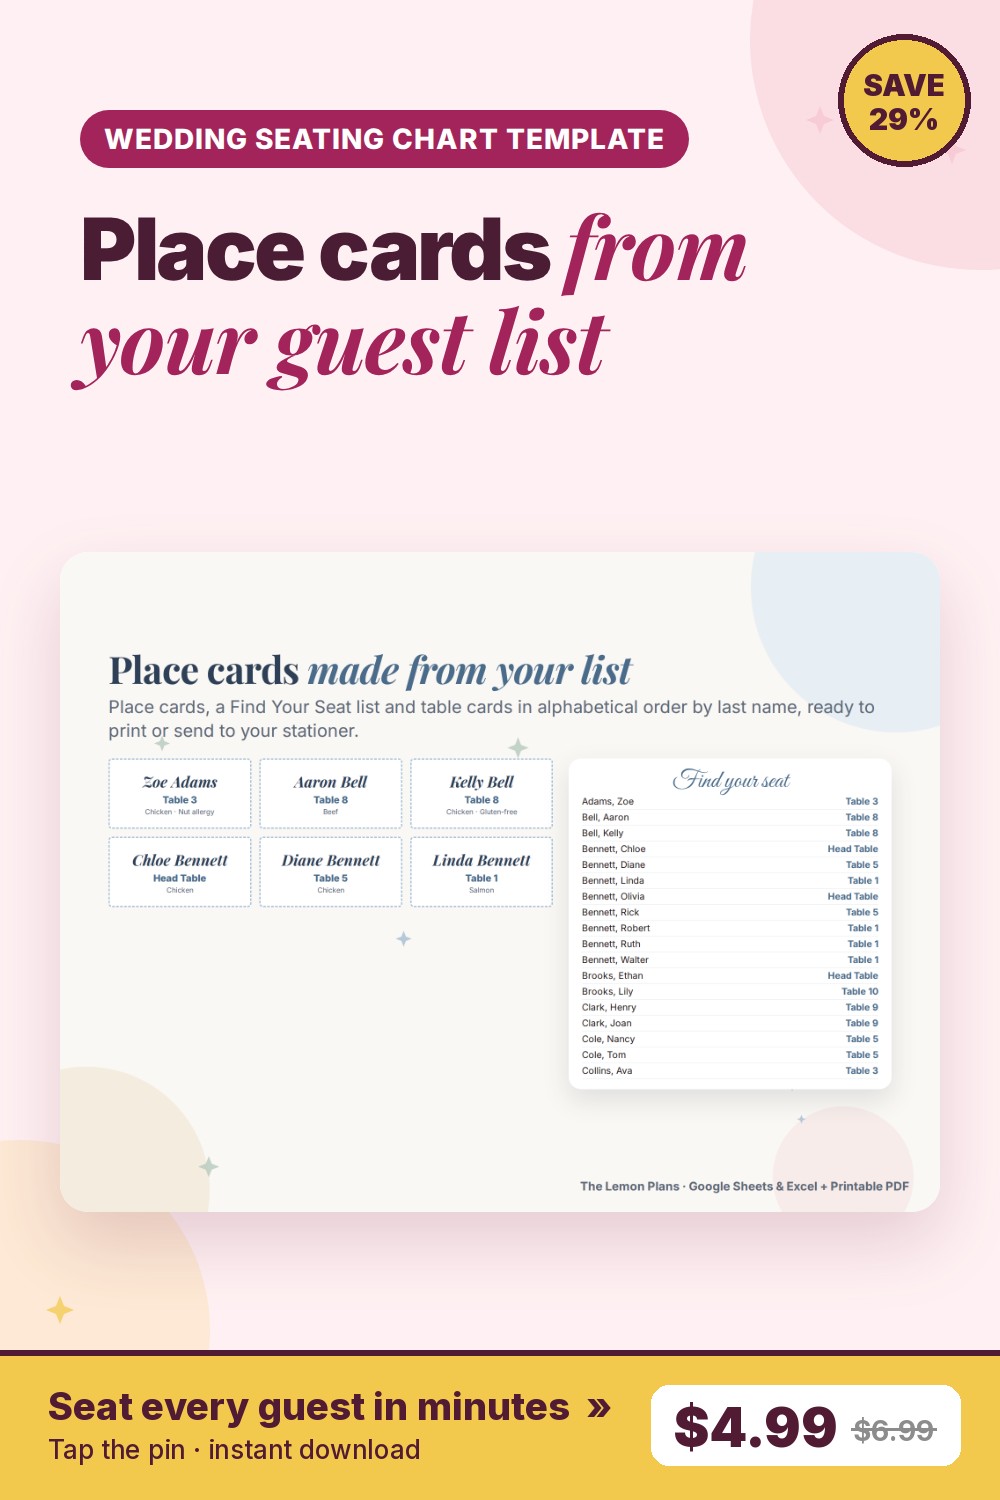 SAVE
29%
WEDDING SEATING CHART TEMPLATE
Place cards from
your guest list
Place cards made from your list
Place cards, a Find Your Seat list and table cards in alphabetical order by last name, ready to
print or send to your stationer.
Zoe Adams
Table 3
Chicken · Nut allergy
Aaron Bell
Table 8
Beef
Kelly Bell
Table 8
Chicken · Gluten-free
Chloe Bennett
Head Table
Chicken
Diane Bennett
Table 5
Chicken
Linda Bennett
Table 1
Salmon
Find your seat
Adams, Zoe Table 3
Bell, Aaron Table 8
Bell, Kelly Table 8
Bennett, Chloe Head Table
Bennett, Diane Table 5
Bennett, Linda Table 1
Bennett, Olivia Head Table
Bennett, Rick Table 5
Bennett, Robert Table 1
Bennett, Ruth Table 1
Bennett, Walter Table 1
Brooks, Ethan Head Table
Brooks, Lily Table 10
Clark, Henry Table 9
Clark, Joan Table 9
Cole, Nancy Table 5
Cole, Tom Table 5
Collins, Ava Table 3
The Lemon Plans · Google Sheets & Excel + Printable PDF
Seat every guest in minutes »
Tap the pin · instant download
$4.99 $6.99